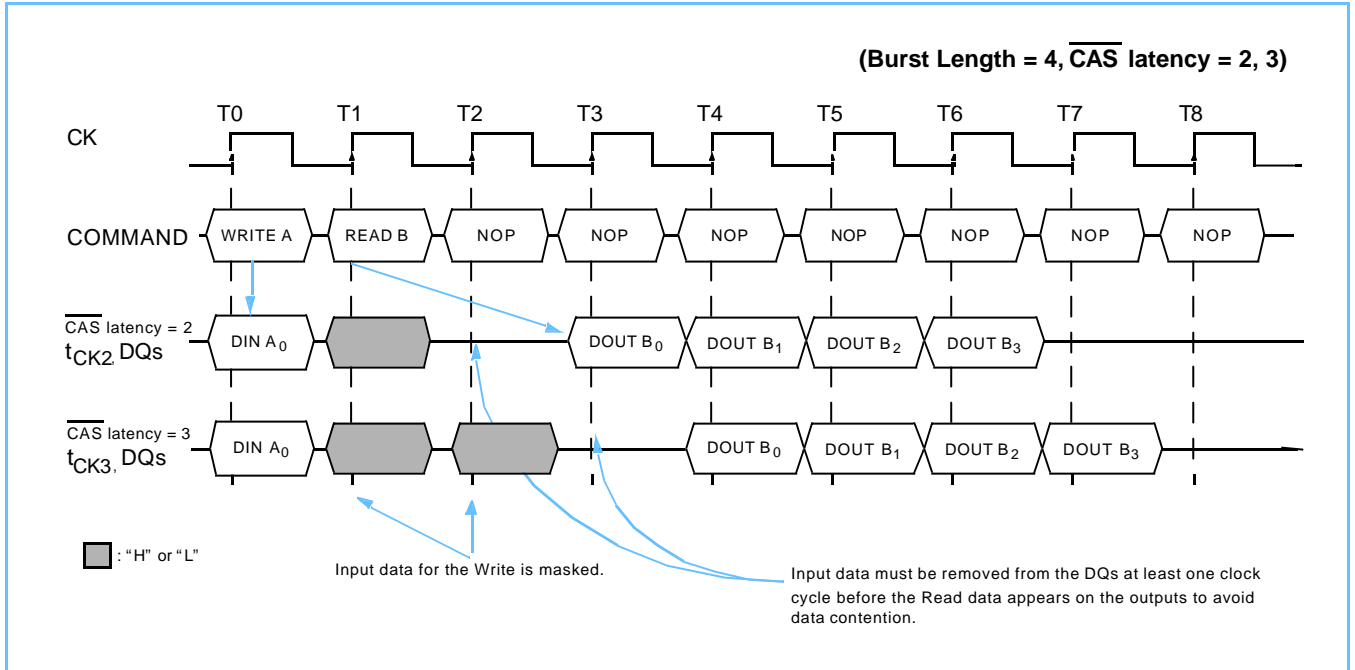 (Burst Length = 4, CAS latency = 2, 3)
T0 T1 T2 T3 T4 T5 T6 T7 T8
CK
COMMAND WRITE A READ B NOP NOP NOP NOP NOP NOP NOP
CAS latency = 2
tCK2, DQs DIN A0 DOUT B0 DOUT B1 DOUT B2 DOUT B3
CAS latency = 3
tCK3, DQs DIN A0 DOUT B0 DOUT B1 DOUT B2 DOUT B3
: “H” or “L”
Input data for the Write is masked.
Input data must be removed from the DQs at least one clock
cycle before the Read data appears on the outputs to avoid
data contention.